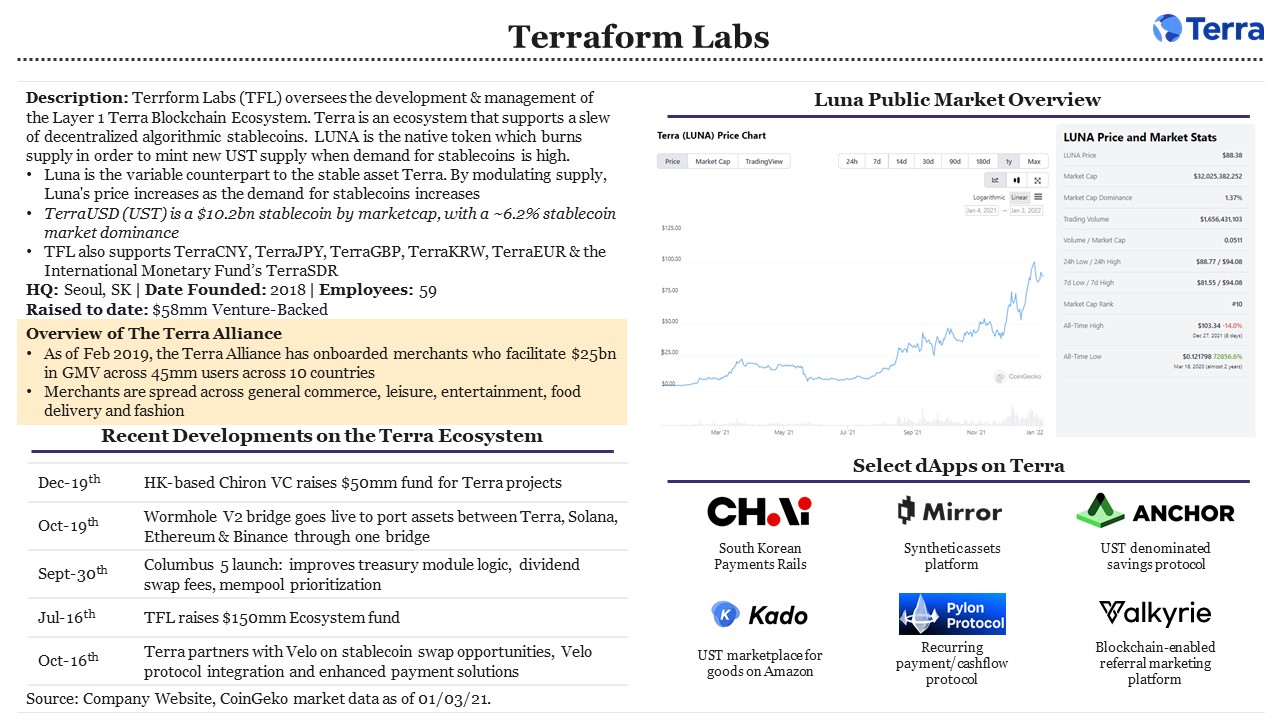 Terraform Labs
Terra
Description: Terrform Labs (TFL) oversees the development & management of
the Layer 1 Terra Blockchain Ecosystem. Terra is an ecosystem that supports a slew
of decentralized algorithmic stablecoins. LUNA is the native token which burns
supply in order to mint new UST supply when demand for stablecoins is high.
• Luna is the variable counterpart to the stable asset Terra. By modulating supply,
Luna's price increases as the demand for stablecoins increases
• TerraUSD (UST) is a $10.2bn stablecoin by marketcap, with a ~6.2% stablecoin
market dominance
• TFL also supports TerraCNY, TerraJPY, TerraGBP, TerraKRW, TerraEUR & the
International Monetary Fund’s TerraSDR
HQ: Seoul, SK | Date Founded: 2018 | Employees: 59
Raised to date: $58mm Venture-Backed
Overview of The Terra Alliance
• As of Feb 2019, the Terra Alliance has onboarded merchants who facilitate $25bn
in GMV across 45mm users across 10 countries
• Merchants are spread across general commerce, leisure, entertainment, food
delivery and fashion
Recent Developments on the Terra Ecosystem
Dec-19th HK-based Chiron VC raises $50mm fund for Terra projects
Oct-19th Wormhole V2 bridge goes live to port assets between Terra, Solana,
Ethereum & Binance through one bridge
Sept-30th Columbus 5 launch: improves treasury module logic, dividend
swap fees, mempool prioritization
Jul-16th TFL raises $150mm Ecosystem fund
Oct-16th Terra partners with Velo on stablecoin swap opportunities, Velo
protocol integration and enhanced payment solutions
Source: Company Website, CoinGeko market data as of 01/03/21.
Luna Public Market Overview
Terra (LUNA) Price Chart
Price Market Cap TradingView 24h 7d 14d 30d 90d 180d 1y Max
Logarithmic Linear
Jan 4, 2021 → Jan 3, 2022
$125.00
$100.00
$75.00
$50.00
$25.00
$0.00
CoinGecko
Mar '21 May '21 Jul '21 Sep '21 Nov '21 Jan '22
LUNA Price and Market Stats
LUNA Price $88.38
Market Cap $32,025,382,252
Market Cap Dominance 1.37%
Trading Volume $1,656,431,103
Volume / Market Cap 0.0511
24h Low / 24h High $88.77 / $94.08
7d Low / 7d High $81.55 / $94.08
Market Cap Rank #10
All-Time High $103.34 -14.0%
Dec 27, 2021 (8 days)
All-Time Low $0.121798 72856.6%
Mar 18, 2020 (almost 2 years)
Select dApps on Terra
CHAI
South Korean
Payments Rails
Mirror
Synthetic assets
platform
ANCHOR
UST denominated
savings protocol
Kado
UST marketplace for
goods on Amazon
Pylon
Protocol
Recurring
payment/cashflow
protocol
Valkyrie
Blockchain-enabled
referral marketing
platform